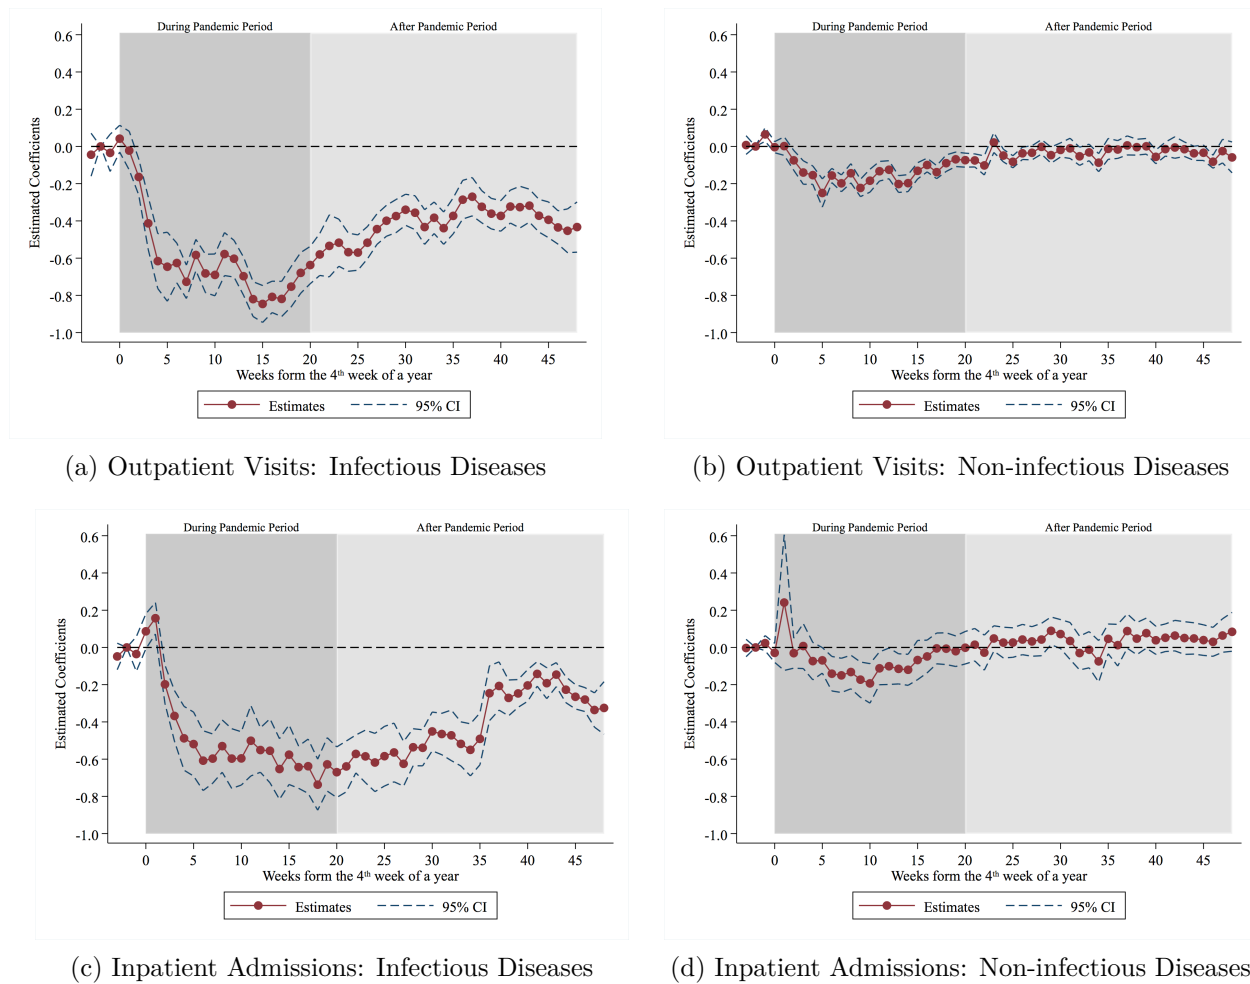 During Pandemic Period After Pandemic Period
0.6
0.4
0.2
0.0
-0.2
-0.4
-0.6
-0.8
-1.0
Estimated Coefficients
0 5 10 15 20 25 30 35 40 45
Weeks form the 4th week of a year
Estimates 95% CI
(a) Outpatient Visits: Infectious Diseases
During Pandemic Period After Pandemic Period
0.6
0.4
0.2
0.0
-0.2
-0.4
-0.6
-0.8
-1.0
Estimated Coefficients
0 5 10 15 20 25 30 35 40 45
Weeks form the 4th week of a year
Estimates 95% CI
(b) Outpatient Visits: Non-infectious Diseases
During Pandemic Period After Pandemic Period
0.6
0.4
0.2
0.0
-0.2
-0.4
-0.6
-0.8
-1.0
Estimated Coefficients
0 5 10 15 20 25 30 35 40 45
Weeks form the 4th week of a year
Estimates 95% CI
(c) Inpatient Admissions: Infectious Diseases
During Pandemic Period After Pandemic Period
0.6
0.4
0.2
0.0
-0.2
-0.4
-0.6
-0.8
-1.0
Estimated Coefficients
0 5 10 15 20 25 30 35 40 45
Weeks form the 4th week of a year
Estimates 95% CI
(d) Inpatient Admissions: Non-infectious Diseases